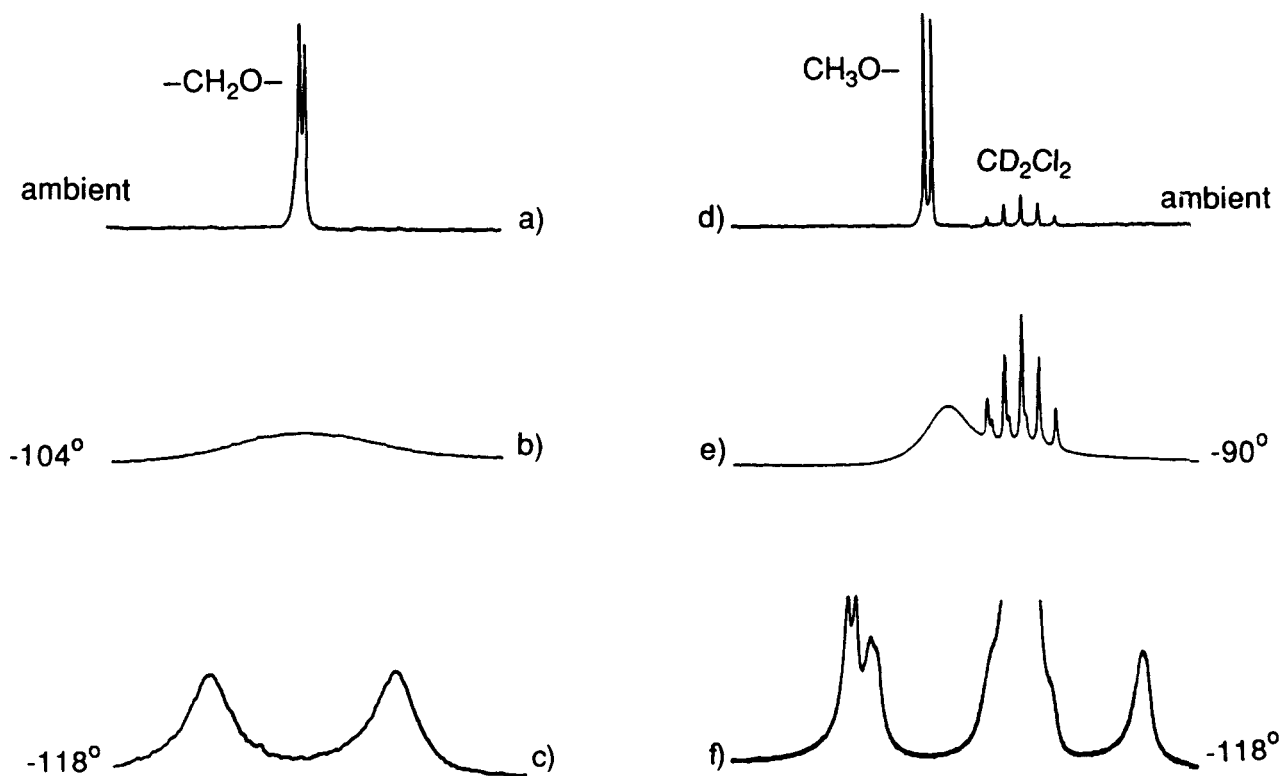 –CH₂O–
ambient
a)
CH₃O–
CD₂Cl₂
d)
ambient
-104°
b)
e)
-90°
-118°
c)
f)
-118°